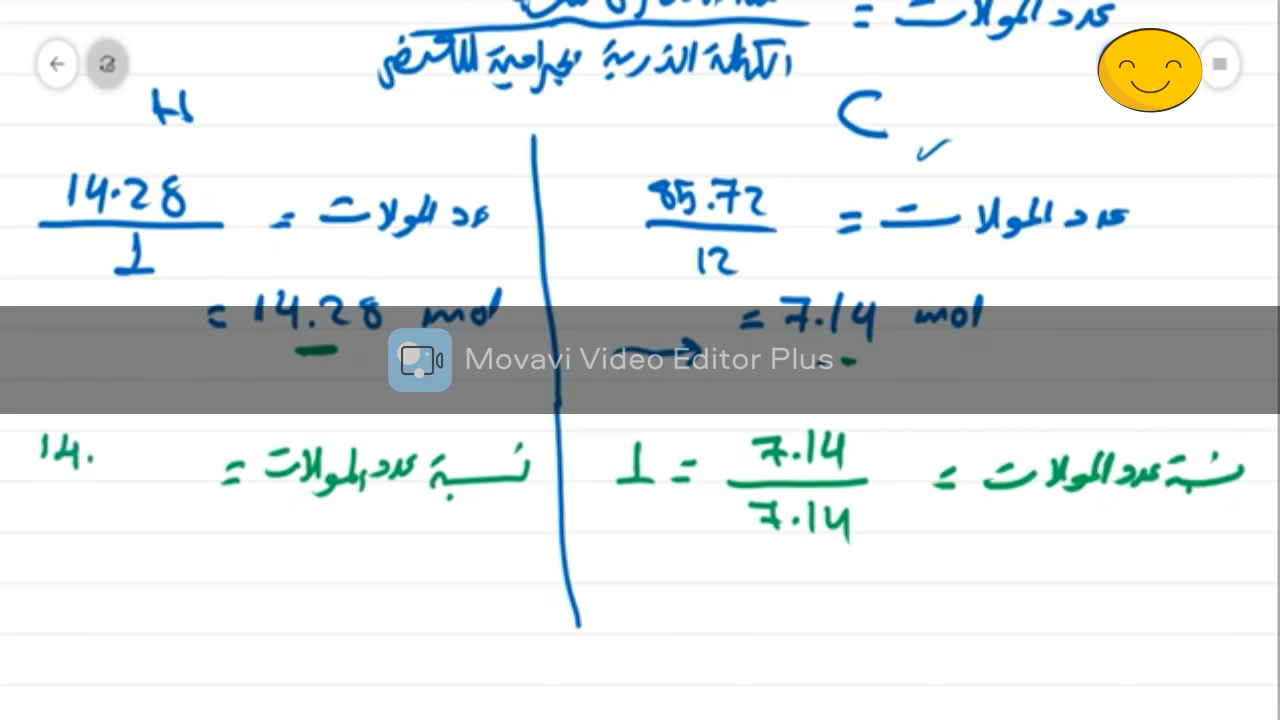 عدد المولات =
الكتلة الذرية الجرامية للعنصر
C
عدد المولات = 85.72 / 12
= 7.14 mol
نسبة عدد المولات = 7.14 / 7.14 = 1
H
عدد المولات = 14.28 / 1
= 14.28 mol
نسبة عدد المولات = 14.
Movavi Video Editor Plus